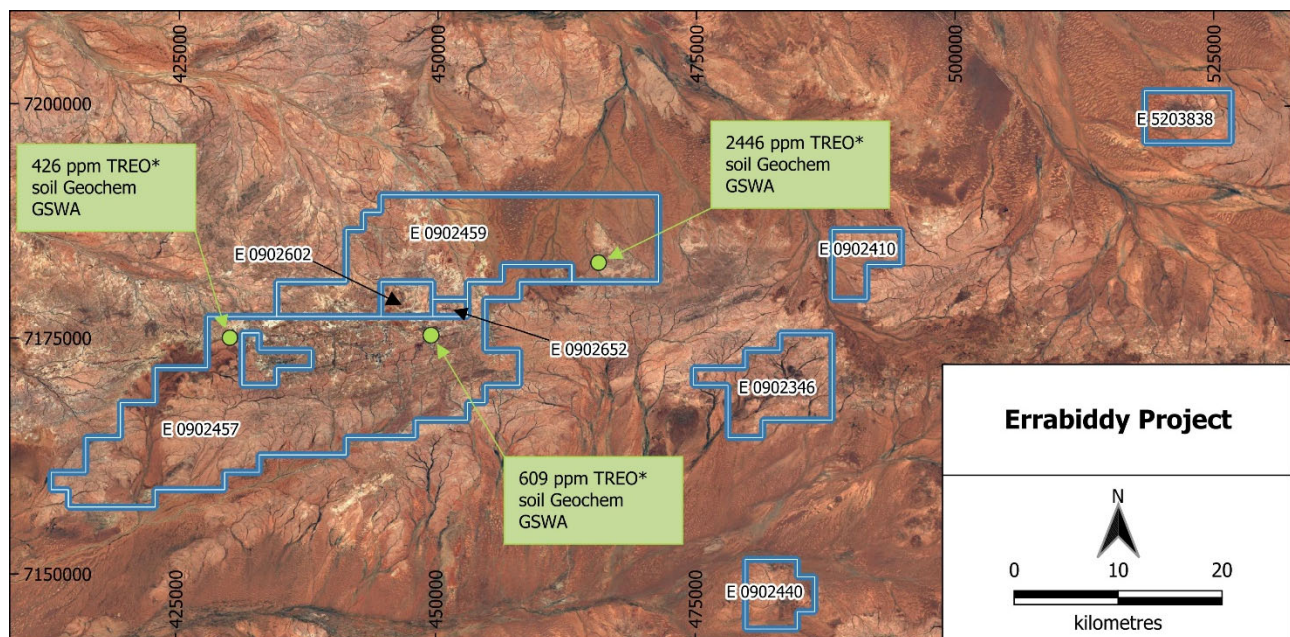 425000
450000
475000
500000
525000
7200000
E 5203838
426 ppm TREO*
soil Geochem
GSWA
2446 ppm TREO*
soil Geochem
GSWA
E 0902459
E 0902602
E 0902410
7175000
E 0902652
E 0902346
E 0902457
Errabiddy Project
609 ppm TREO*
soil Geochem
GSWA
N
7150000
0 10 20
kilometres
E 0902440
425000
450000
475000